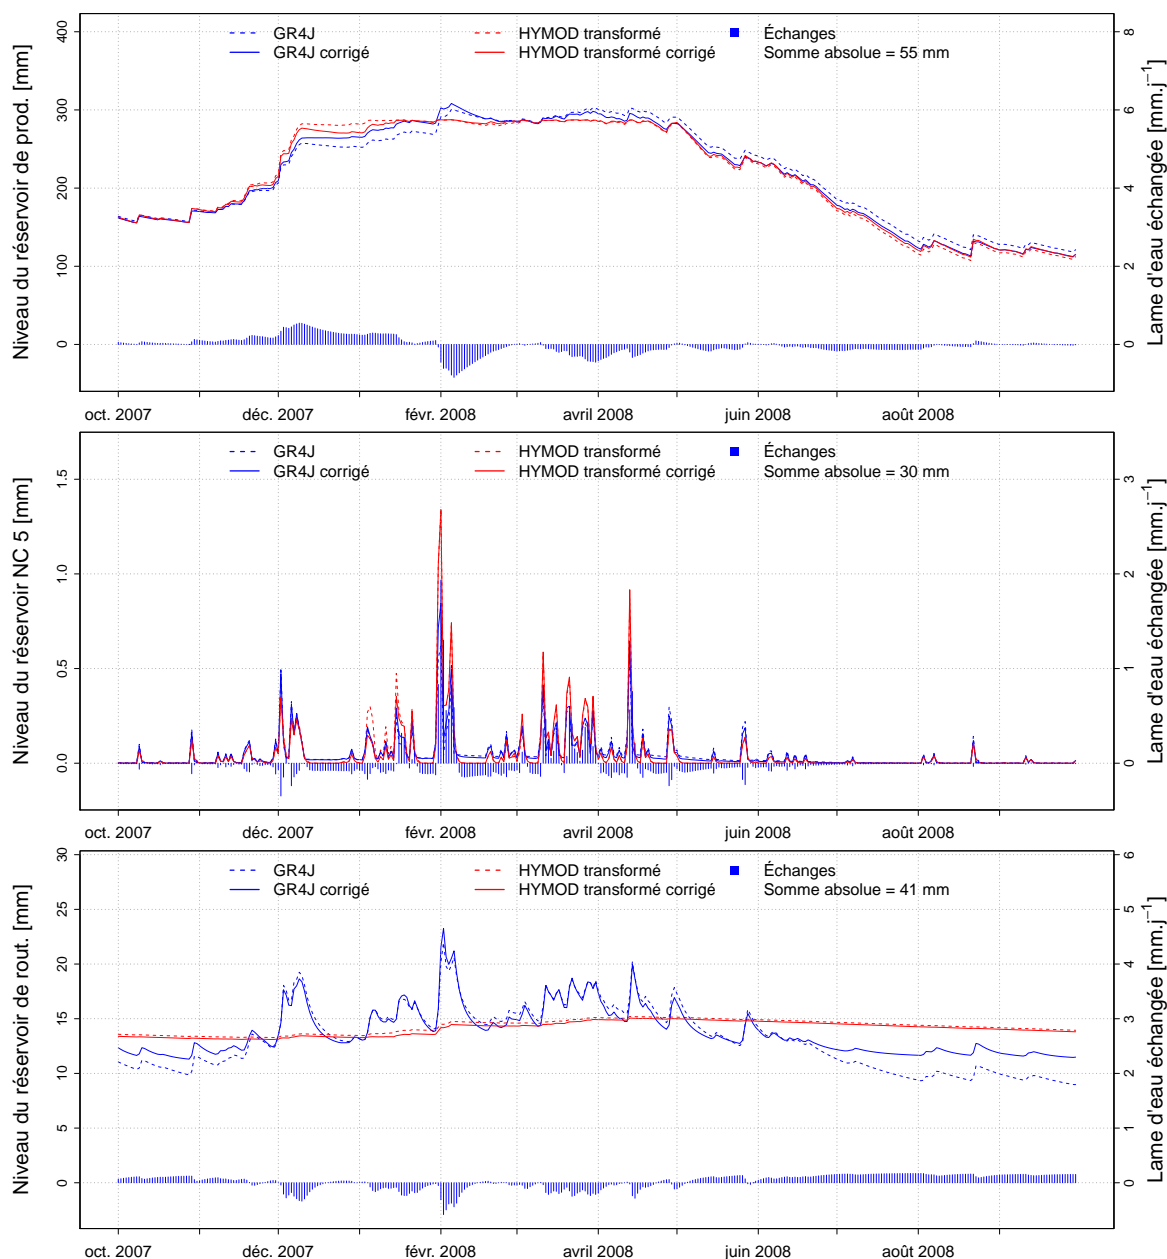 Niveau du réservoir de prod. [mm]
Lame d'eau échangée [mm.j⁻¹]
GR4J
GR4J corrigé
HYMOD transformé
HYMOD transformé corrigé
Échanges
Somme absolue = 55 mm
400
300
200
100
0
8
6
4
2
0
oct. 2007 déc. 2007 févr. 2008 avril 2008 juin 2008 août 2008
Niveau du réservoir NC 5 [mm]
Lame d'eau échangée [mm.j⁻¹]
GR4J
GR4J corrigé
HYMOD transformé
HYMOD transformé corrigé
Échanges
Somme absolue = 30 mm
1.5
1.0
0.5
0.0
3
2
1
0
oct. 2007 déc. 2007 févr. 2008 avril 2008 juin 2008 août 2008
Niveau du réservoir de rout. [mm]
Lame d'eau échangée [mm.j⁻¹]
GR4J
GR4J corrigé
HYMOD transformé
HYMOD transformé corrigé
Échanges
Somme absolue = 41 mm
30
25
20
15
10
5
0
6
5
4
3
2
1
0
oct. 2007 déc. 2007 févr. 2008 avril 2008 juin 2008 août 2008